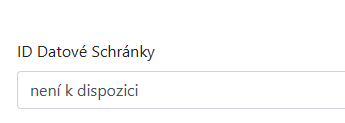 ID Datové Schránky
není k dispozici